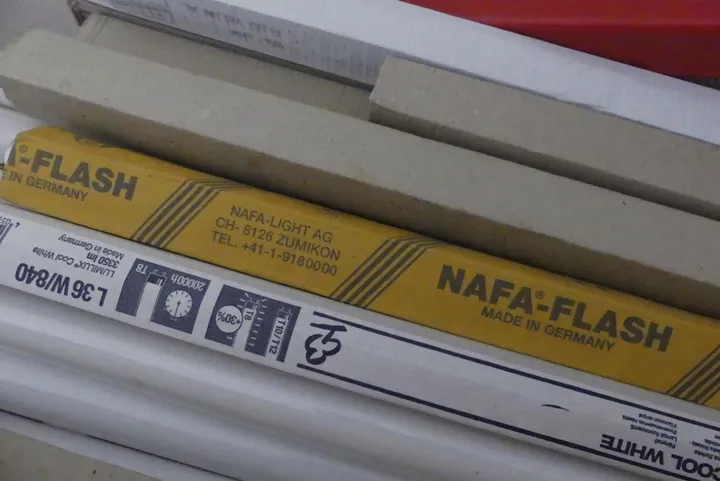 A®-FLASH
E IN GERMANY
NAFA-LIGHT AG
CH- 8126 ZUMIKON
TEL. +41-1-9180000
NAFA®-FLASH
MADE IN GERMANY
L 36 W/840
LUMILUX® Cool White
3350 lm
Made in Germany
T8
20000h
+30%
T8
T10/T12
COOL WHITE